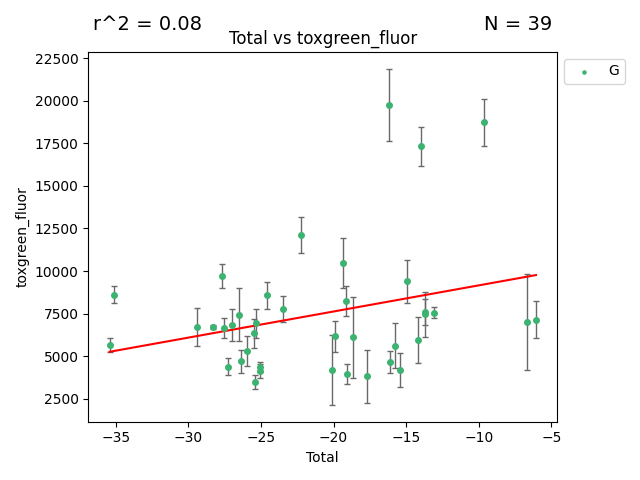 r^2 = 0.08
N = 39
Total vs toxgreen_fluor
G
22500
20000
17500
15000
12500
10000
7500
5000
2500
toxgreen_fluor
−35
−30
−25
−20
−15
−10
−5
Total